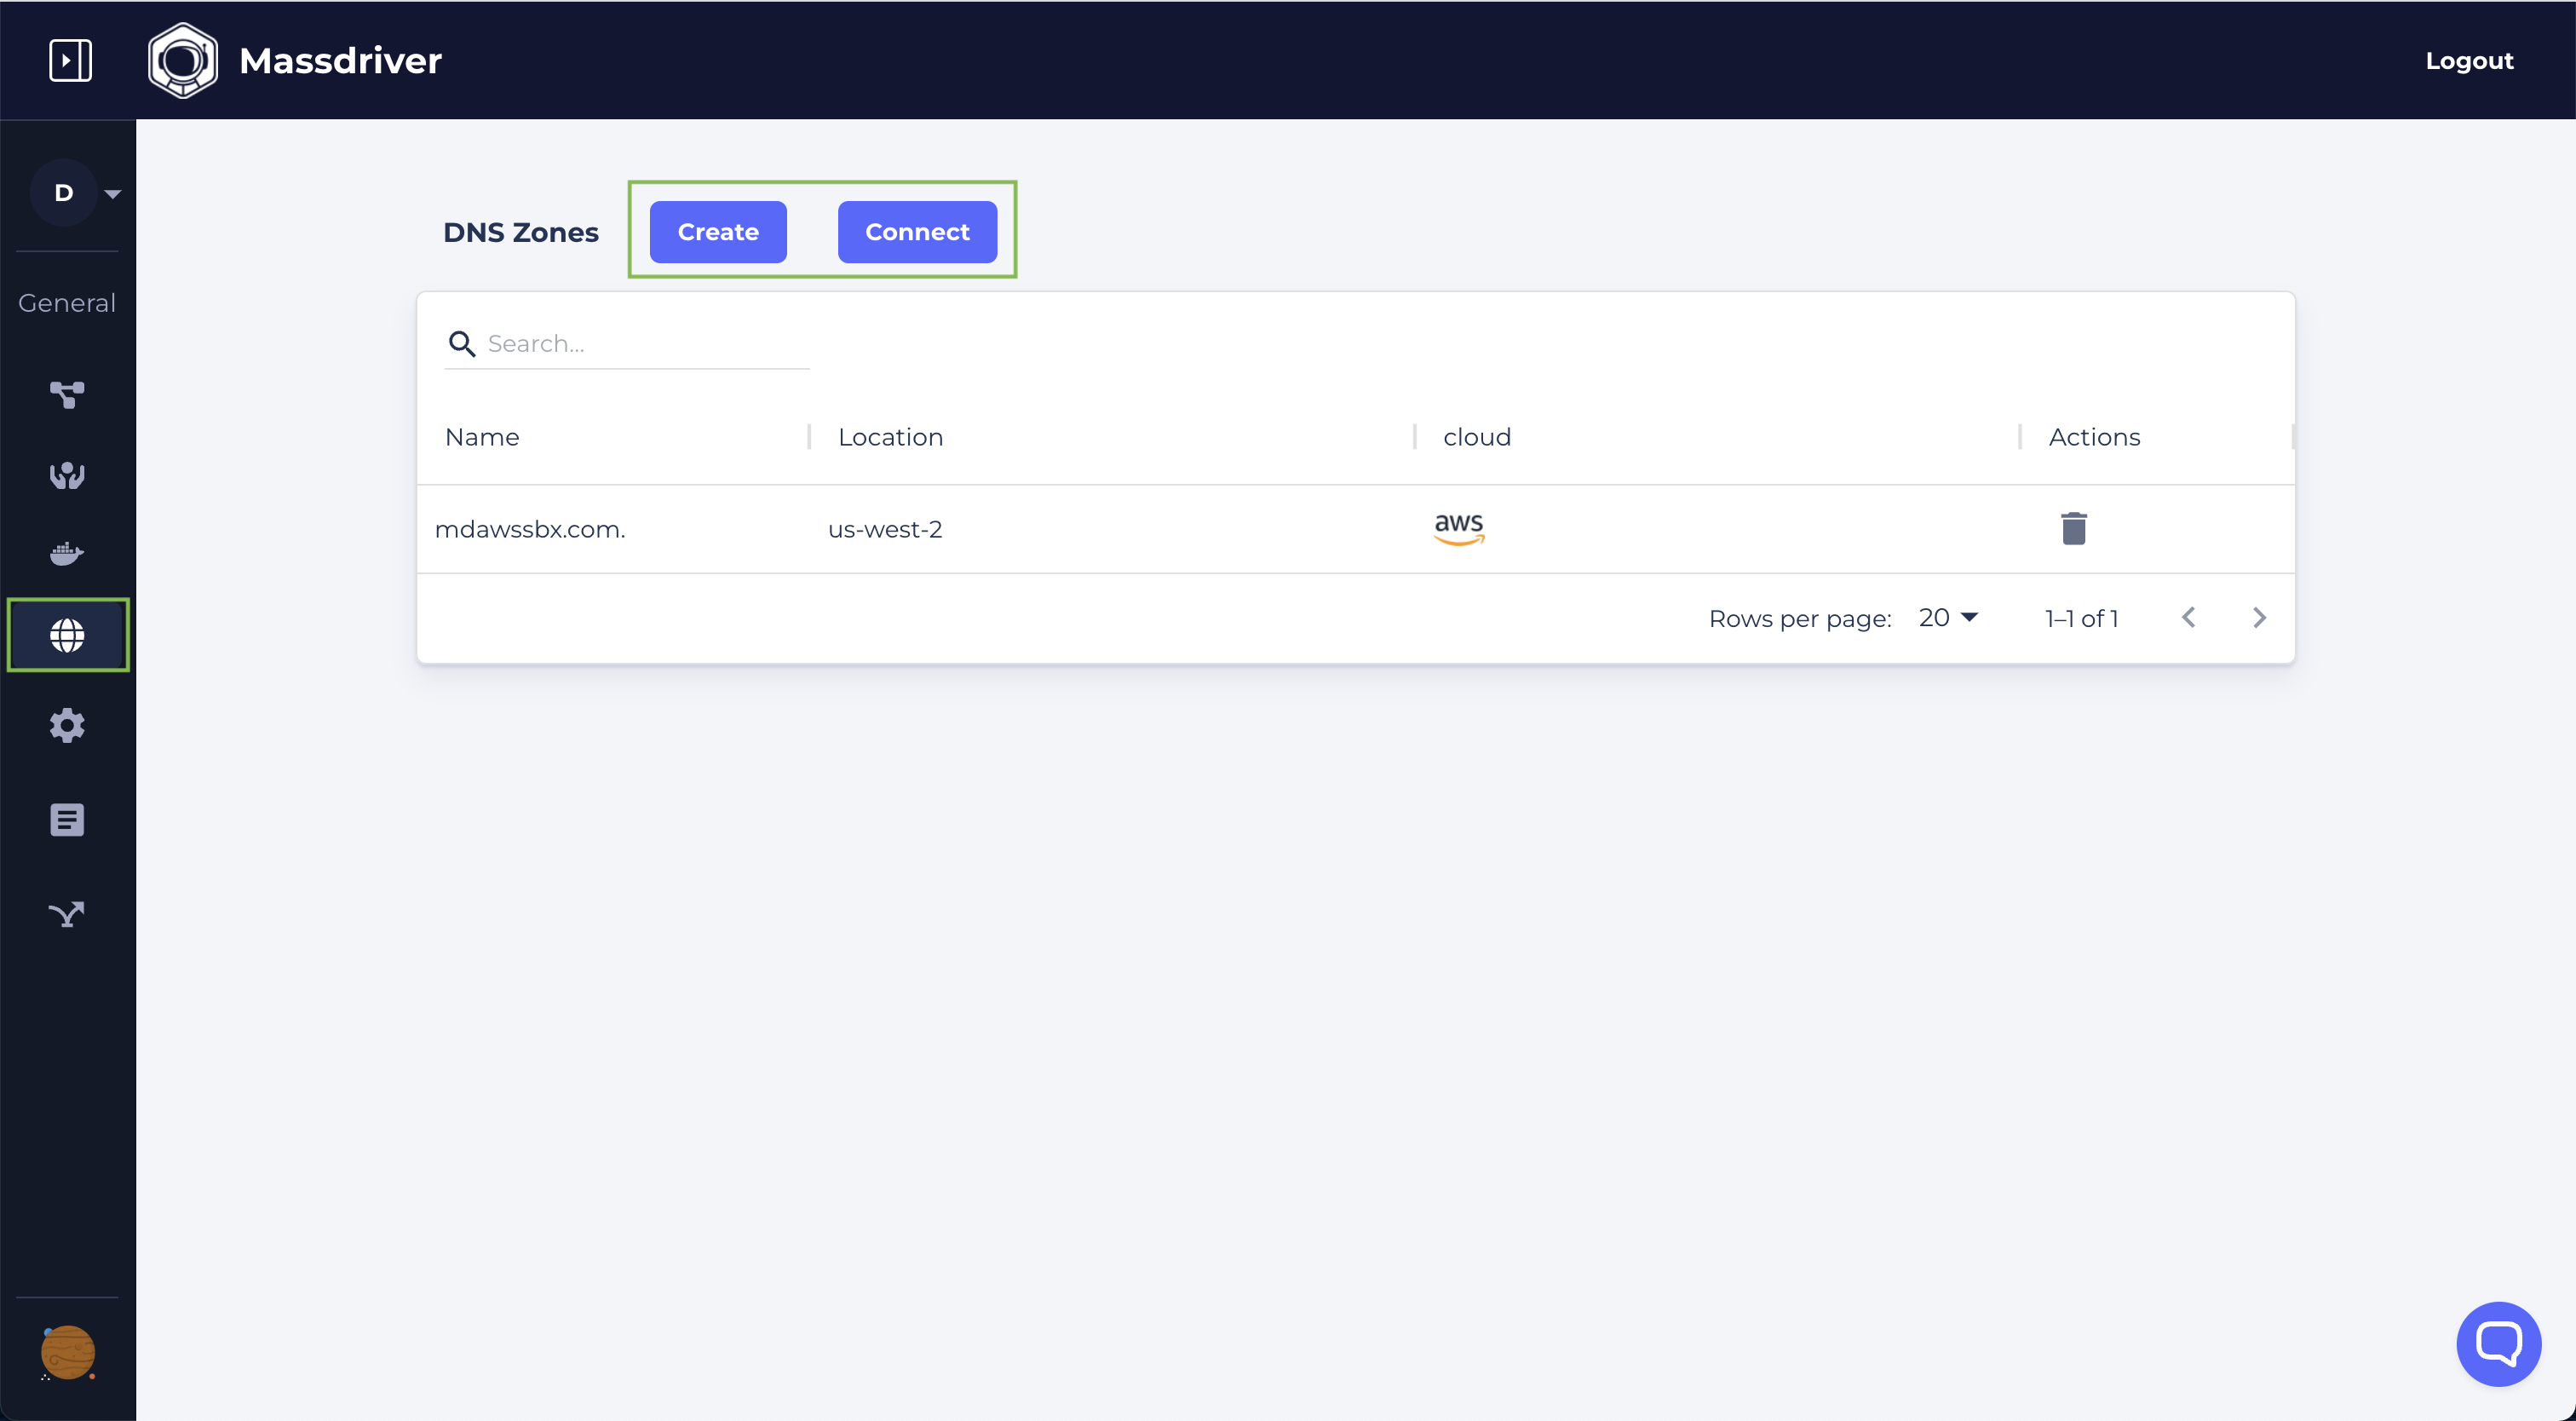 Massdriver
Logout
D
General
DNS Zones
Create
Connect
Search...
Name
Location
cloud
Actions
mdawssbx.com.
us-west-2
aws
Rows per page:
20
1–1 of 1